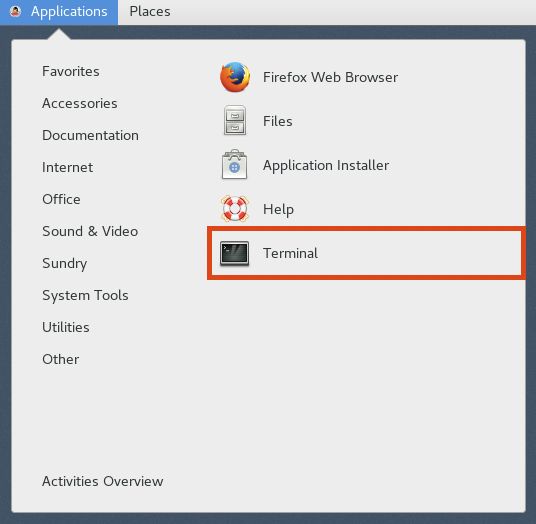 Applications Places
Favorites
Accessories
Documentation
Internet
Office
Sound & Video
Sundry
System Tools
Utilities
Other
Activities Overview
Firefox Web Browser
Files
Application Installer
Help
Terminal